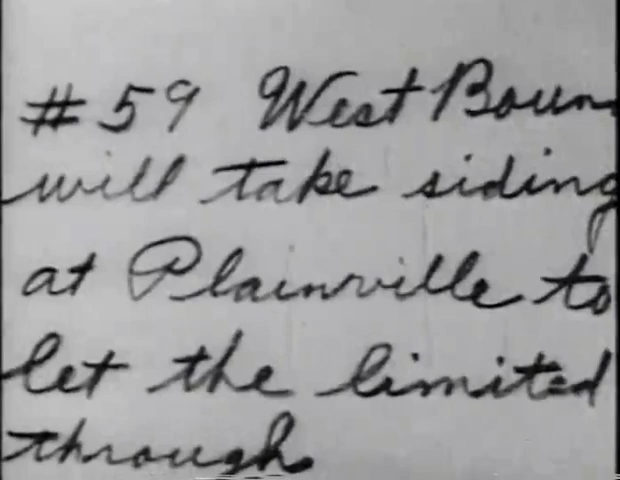 #59 West Boun
will take siding
at Plainville to
let the limited
through